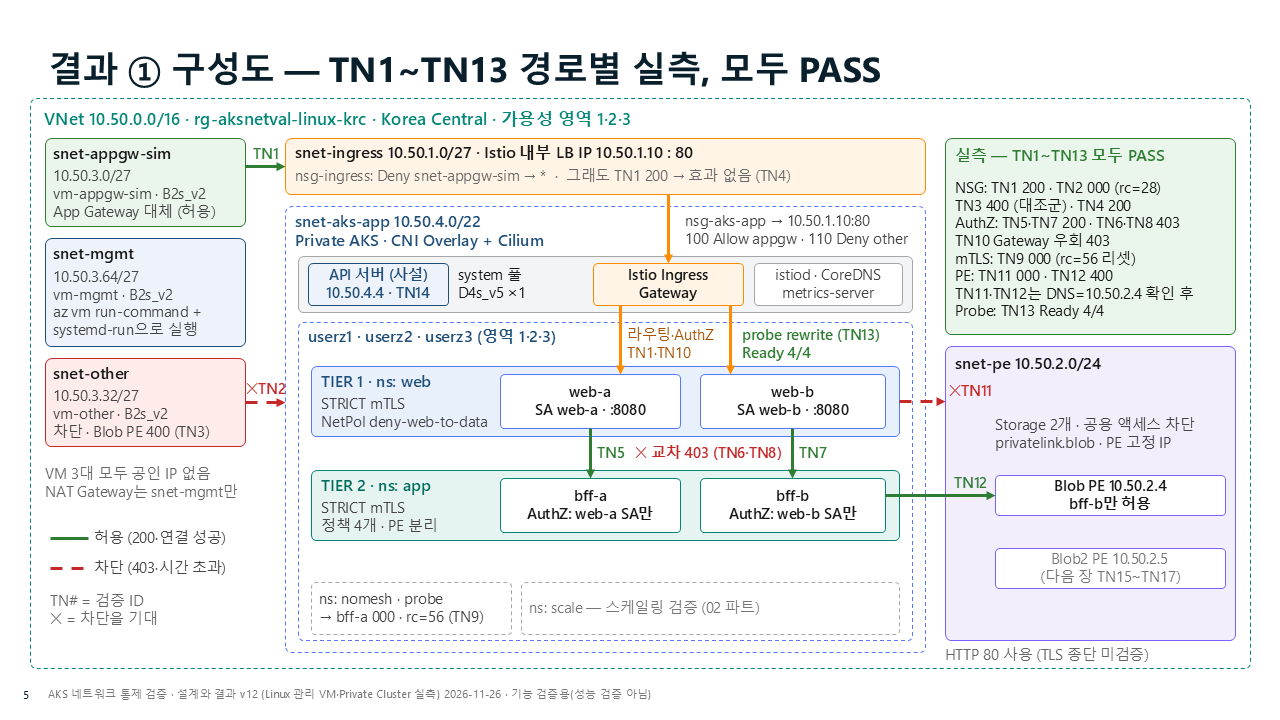 결과 ① 구성도 — TN1~TN13 경로별 실측, 모두 PASS
VNet 10.50.0.0/16 · rg-aksnetval-linux-krc · Korea Central · 가용성 영역 1·2·3
snet-appgw-sim
10.50.3.0/27
vm-appgw-sim · B2s_v2
App Gateway 대체 (허용)
TN1
snet-mgmt
10.50.3.64/27
vm-mgmt · B2s_v2
az vm run-command +
systemd-run으로 실행
snet-other
10.50.3.32/27
vm-other · B2s_v2
차단 · Blob PE 400 (TN3)
╳TN2
VM 3대 모두 공인 IP 없음
NAT Gateway는 snet-mgmt만
허용 (200·연결 성공)
차단 (403·시간 초과)
TN# = 검증 ID
╳ = 차단을 기대
snet-ingress 10.50.1.0/27 · Istio 내부 LB IP 10.50.1.10 : 80
nsg-ingress: Deny snet-appgw-sim → * · 그래도 TN1 200 → 효과 없음 (TN4)
snet-aks-app 10.50.4.0/22
Private AKS · CNI Overlay + Cilium
nsg-aks-app → 10.50.1.10:80
100 Allow appgw · 110 Deny other
API 서버 (사설)
10.50.4.4 · TN14
system 풀
D4s_v5 ×1
Istio Ingress
Gateway
istiod · CoreDNS
metrics-server
userz1 · userz2 · userz3 (영역 1·2·3)
라우팅·AuthZ
TN1·TN10
probe rewrite (TN13)
Ready 4/4
TIER 1 · ns: web
STRICT mTLS
NetPol deny-web-to-data
web-a
SA web-a · :8080
web-b
SA web-b · :8080
TN5
╳ 교차 403 (TN6·TN8)
TN7
TIER 2 · ns: app
STRICT mTLS
정책 4개 · PE 분리
bff-a
AuthZ: web-a SA만
bff-b
AuthZ: web-b SA만
ns: nomesh · probe
→ bff-a 000 · rc=56 (TN9)
ns: scale — 스케일링 검증 (02 파트)
실측 — TN1~TN13 모두 PASS
NSG: TN1 200 · TN2 000 (rc=28)
TN3 400 (대조군) · TN4 200
AuthZ: TN5·TN7 200 · TN6·TN8 403
TN10 Gateway 우회 403
mTLS: TN9 000 (rc=56 리셋)
PE: TN11 000 · TN12 400
TN11·TN12는 DNS=10.50.2.4 확인 후
Probe: TN13 Ready 4/4
snet-pe 10.50.2.0/24
╳TN11
Storage 2개 · 공용 액세스 차단
privatelink.blob · PE 고정 IP
TN12
Blob PE 10.50.2.4
bff-b만 허용
Blob2 PE 10.50.2.5
(다음 장 TN15~TN17)
HTTP 80 사용 (TLS 종단 미검증)
5 AKS 네트워크 통제 검증 · 설계와 결과 v12 (Linux 관리 VM·Private Cluster 실측) 2026-11-26 · 기능 검증용(성능 검증 아님)